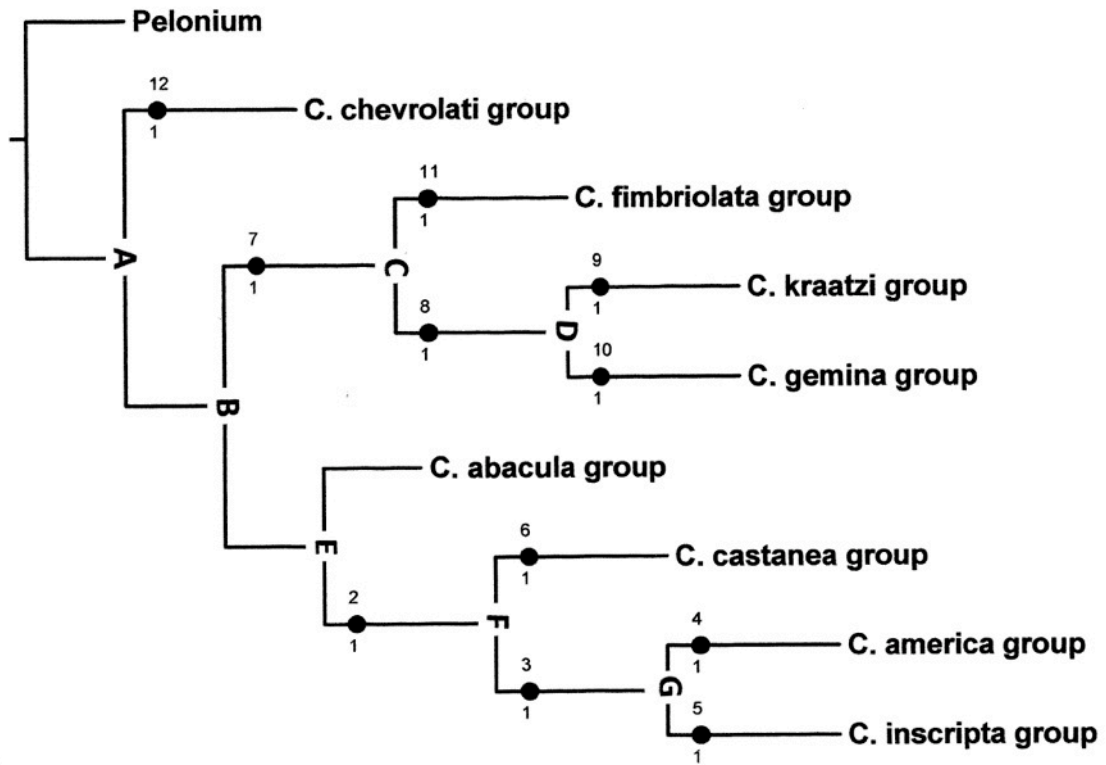 Pelonium
12
C. chevrolati group
1
11
C. fimbriolata group
1
A
7
C
1
9
C. kraatzi group
1
8
D
1
10
C. gemina group
1
B
C. abacula group
E
6
C. castanea group
1
2
F
1
4
C. america group
1
3
G
1
5
C. inscripta group
1